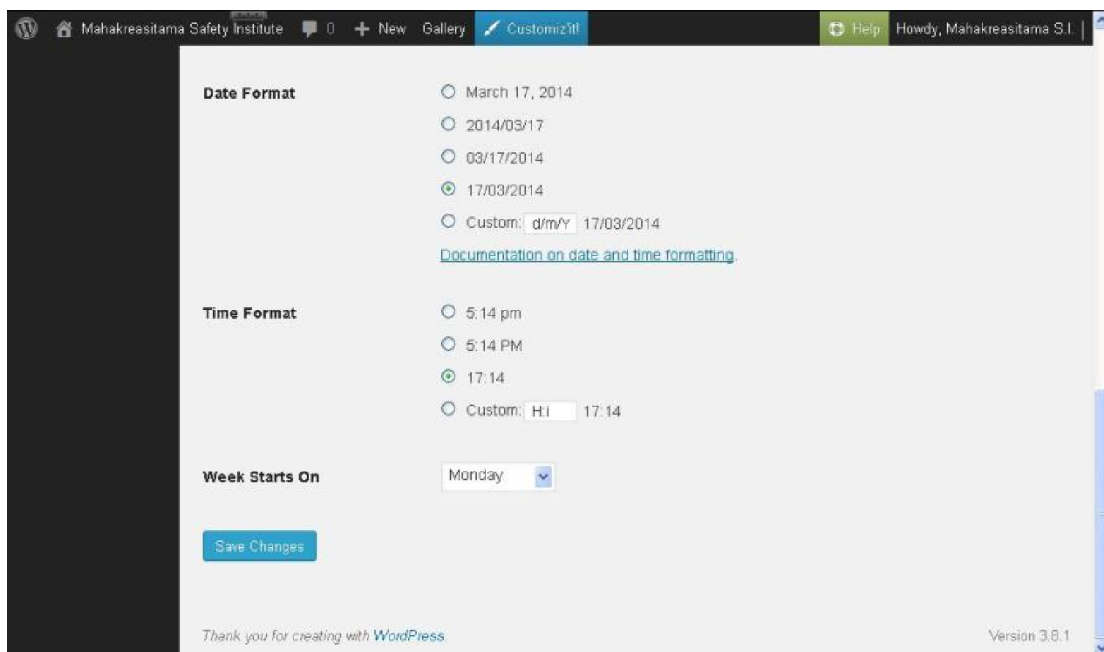 Mahakreasitama Safety Institute 0 + New Gallery Customiz'it! Help Howdy, Mahakreasitama S.I.
Date Format
March 17, 2014
2014/03/17
03/17/2014
17/03/2014
Custom: d/m/Y 17/03/2014
Documentation on date and time formatting.
Time Format
5:14 pm
5:14 PM
17:14
Custom: H:i 17:14
Week Starts On Monday
Save Changes
Thank you for creating with WordPress Version 3.8.1